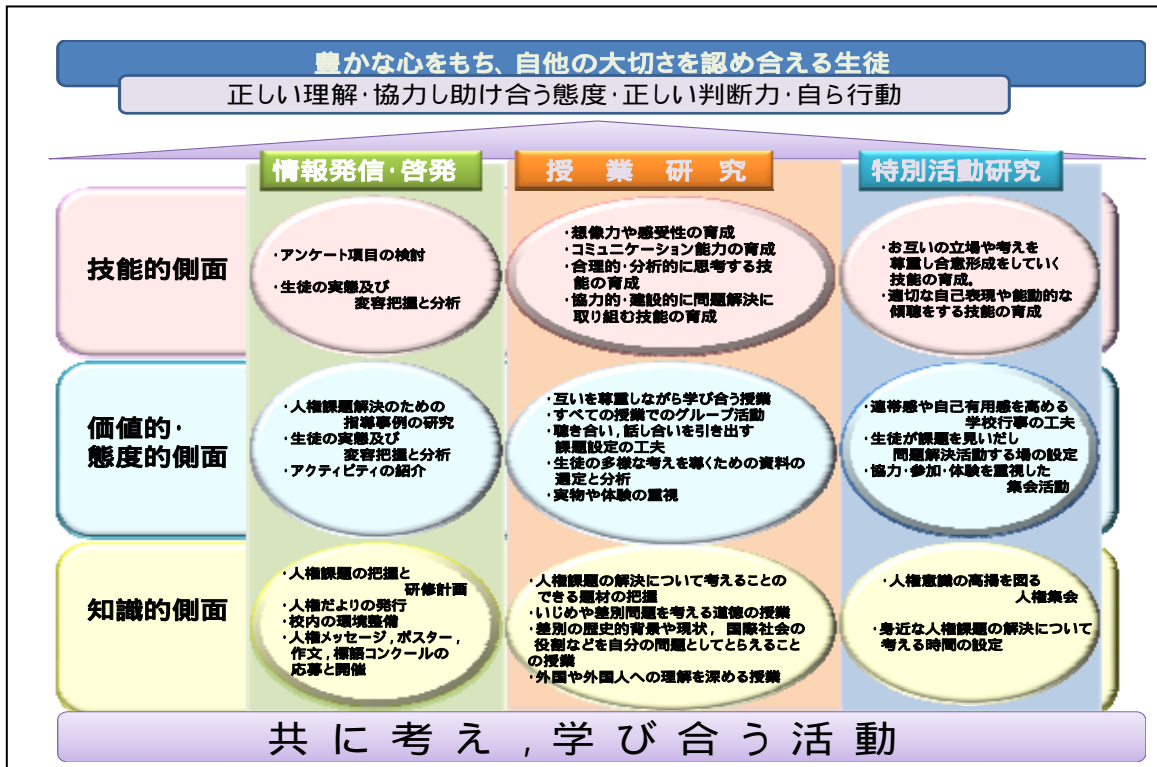 豊かな心をもち、自他の大切さを認め合える生徒
正しい理解・協力し助け合う態度・正しい判断力・自ら行動
情報発信・啓発
授業研究
特別活動研究
技能的側面
・アンケート項目の検討
・生徒の実態及び
変容把握と分析
・想像力や感受性の育成
・コミュニケーション能力の育成
・合理的・分析的に思考する技
能の育成
・協力的・建設的に問題解決に
取り組む技能の育成
・お互いの立場や考えを
尊重し合意形成をしていく
技能の育成。
・適切な自己表現や能動的な
傾聴をする技能の育成
価値的・
態度的側面
・人権課題解決のための
指導事例の研究
・生徒の実態及び
変容把握と分析
・アクティビティの紹介
・互いを尊重しながら学び合う授業
・すべての授業でのグループ活動
・聴き合い,話し合いを引き出す
課題設定の工夫
・生徒の多様な考えを導くための資料の
選定と分析
・実物や体験の重視
・連帯感や自己有用感を高める
学校行事の工夫
・生徒が課題を見いだし
問題解決活動する場の設定
・協力・参加・体験を重視した
集会活動
知識的側面
・人権課題の把握と
研修計画
・人権だよりの発行
・校内の環境整備
・人権メッセージ,ポスター,
作文,標語コンクールの
応募と開催
・人権課題の解決について考えることの
できる題材の把握
・いじめや差別問題を考える道徳の授業
・差別の歴史的背景や現状,国際社会の
役割などを自分の問題としてとらえること
の授業
・外国や外国人への理解を深める授業
・人権意識の高揚を図る
人権集会
・身近な人権課題の解決について
考える時間の設定
共に考え,学び合う活動